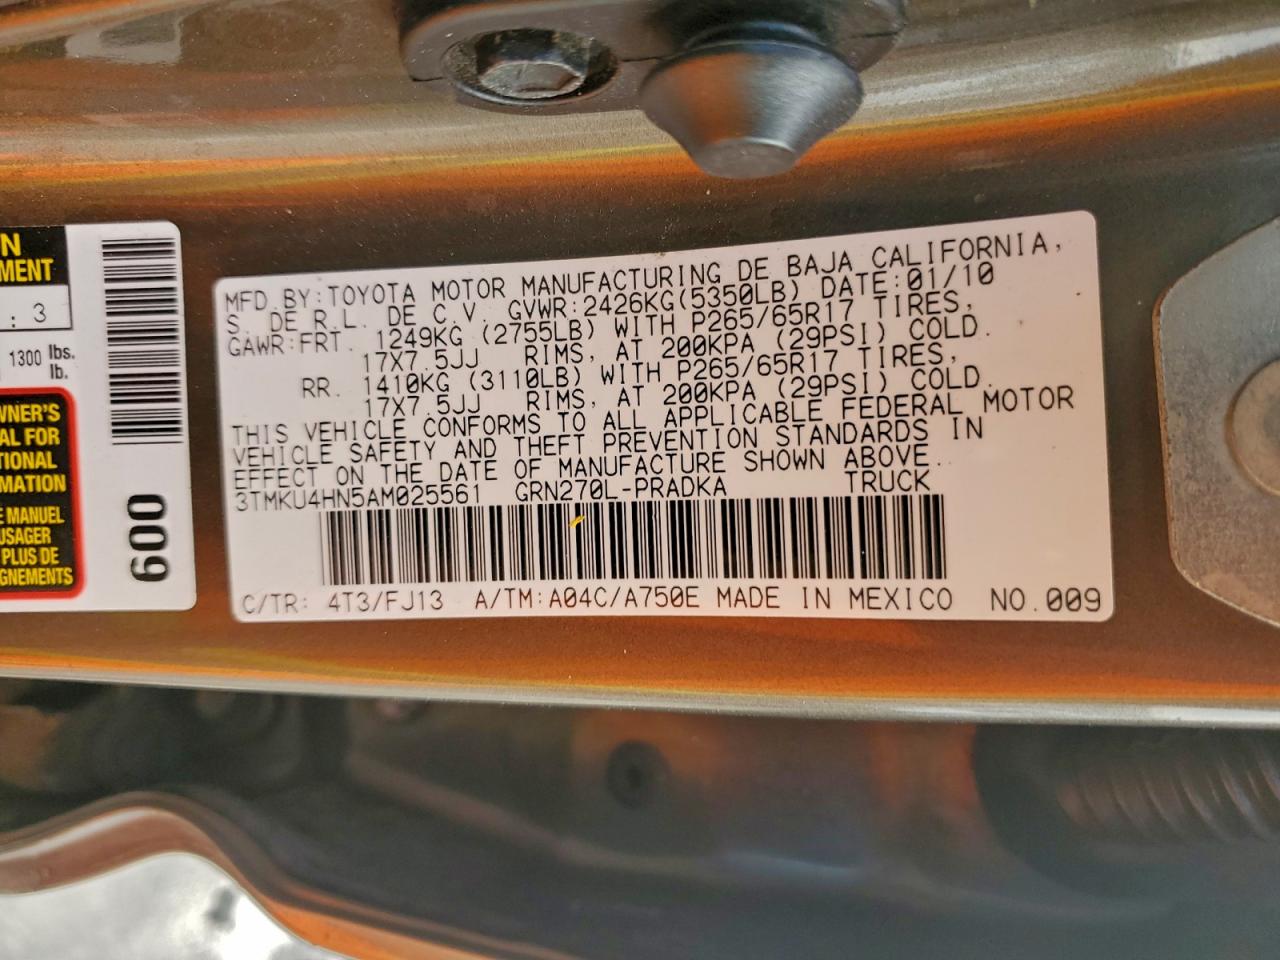 N
MENT
: 3
1300 lbs.
lb.
WNER'S
AL FOR
TIONAL
MATION
E MANUEL
USAGER
PLUS DE
GNEMENTS
600
MFD. BY: TOYOTA MOTOR MANUFACTURING DE BAJA CALIFORNIA,
S. DE R.L. DE C.V. GVWR: 2426KG(5350LB) DATE: 01/10
GAWR: FRT. 1249KG (2755LB) WITH P265/65R17 TIRES,
17X7.5JJ RIMS, AT 200KPA (29PSI) COLD.
RR. 1410KG (3110LB) WITH P265/65R17 TIRES,
17X7.5JJ RIMS, AT 200KPA (29PSI) COLD.
THIS VEHICLE CONFORMS TO ALL APPLICABLE FEDERAL MOTOR
VEHICLE SAFETY AND THEFT PREVENTION STANDARDS IN
EFFECT ON THE DATE OF MANUFACTURE SHOWN ABOVE.
3TMKU4HN5AM025561 GRN270L-PRADKA TRUCK
C/TR: 4T3/FJ13 A/TM: A04C/A750E MADE IN MEXICO NO.009